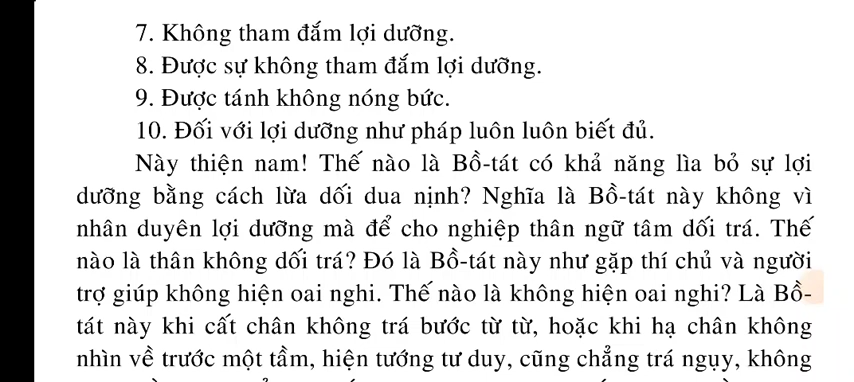 7. Không tham đắm lợi dưỡng.
8. Được sự không tham đắm lợi dưỡng.
9. Được tánh không nóng bức.
10. Đối với lợi dưỡng như pháp luôn luôn biết đủ.
Này thiện nam! Thế nào là Bồ-tát có khả năng lìa bỏ sự lợi
dưỡng bằng cách lừa dối dua nịnh? Nghĩa là Bồ-tát này không vì
nhân duyên lợi dưỡng mà để cho nghiệp thân ngữ tâm dối trá. Thế
nào là thân không dối trá? Đó là Bồ-tát này như gặp thí chủ và người
trợ giúp không hiện oai nghi. Thế nào là không hiện oai nghi? Là Bồ-
tát này khi cất chân không trá bước từ từ, hoặc khi hạ chân không
nhìn về trước một tầm, hiện tướng tư duy, cũng chẳng trá ngụy, không